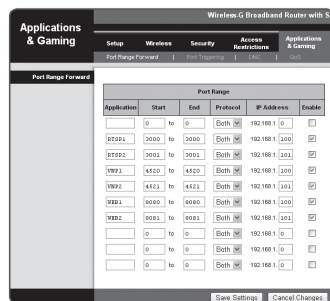 Wireless-G Broadband Router with S
Applications & Gaming
Setup Wireless Security Access Restrictions Applications & Gaming
Port Range Forward | Port Triggering | DMZ | QoS
Port Range Forward
Port Range
Application Start End Protocol IP Address Enable
0 to 0 Both 192.168.1. 0
RTSP1 3000 to 3000 Both 192.168.1. 100
RTSP2 3001 to 3001 Both 192.168.1. 101
VNP1 4520 to 4520 Both 192.168.1. 100
VNP2 4521 to 4521 Both 192.168.1. 101
WEB1 8080 to 8080 Both 192.168.1. 100
WEB2 8081 to 8081 Both 192.168.1. 101
0 to 0 Both 192.168.1. 0
0 to 0 Both 192.168.1. 0
0 to 0 Both 192.168.1. 0
Save Settings Cancel Changes